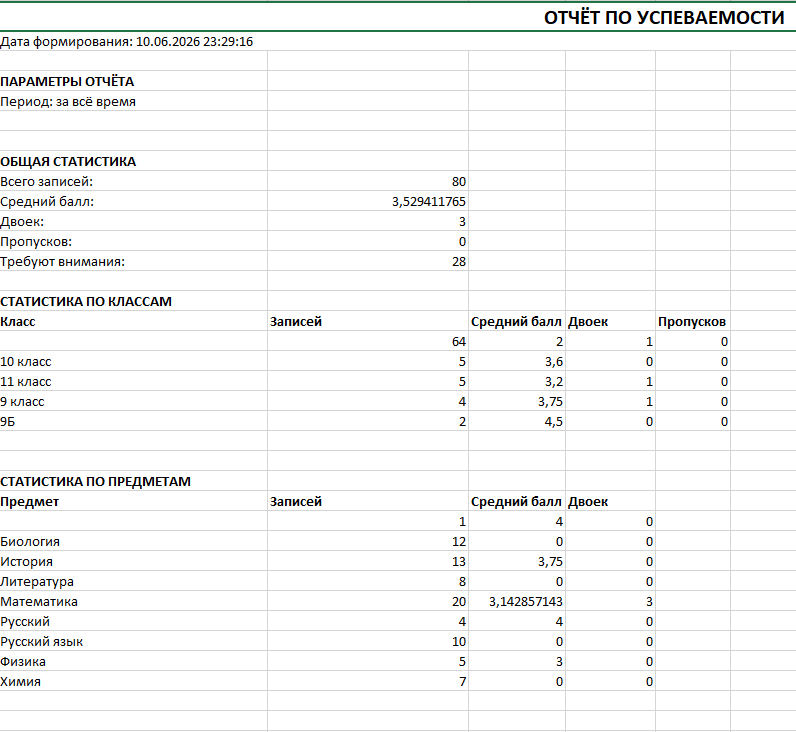 ОТЧЁТ ПО УСПЕВАЕМОСТИ
Дата формирования: 10.06.2026 23:29:16
ПАРАМЕТРЫ ОТЧЁТА
Период: за всё время
ОБЩАЯ СТАТИСТИКА
Всего записей: 80
Средний балл: 3,529411765
Двоек: 3
Пропусков: 0
Требуют внимания: 28
СТАТИСТИКА ПО КЛАССАМ
Класс Записей Средний балл Двоек Пропусков
64 2 1 0
10 класс 5 3,6 0 0
11 класс 5 3,2 1 0
9 класс 4 3,75 1 0
9Б 2 4,5 0 0
СТАТИСТИКА ПО ПРЕДМЕТАМ
Предмет Записей Средний балл Двоек
1 4 0
Биология 12 0 0
История 13 3,75 0
Литература 8 0 0
Математика 20 3,142857143 3
Русский 4 4 0
Русский язык 10 0 0
Физика 5 3 0
Химия 7 0 0